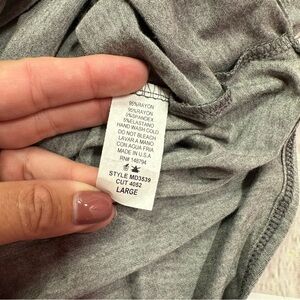 95%RAYON
95%RAYON
5%SPANDEX
5%ELASTANO
HAND WASH COLD
DO NOT BLEACH
LAVAR A MANO
CON AQUA FRIA
MADE IN U.S.A
RN# 148794
STYLE MD3539
CUT 4052
LARGE